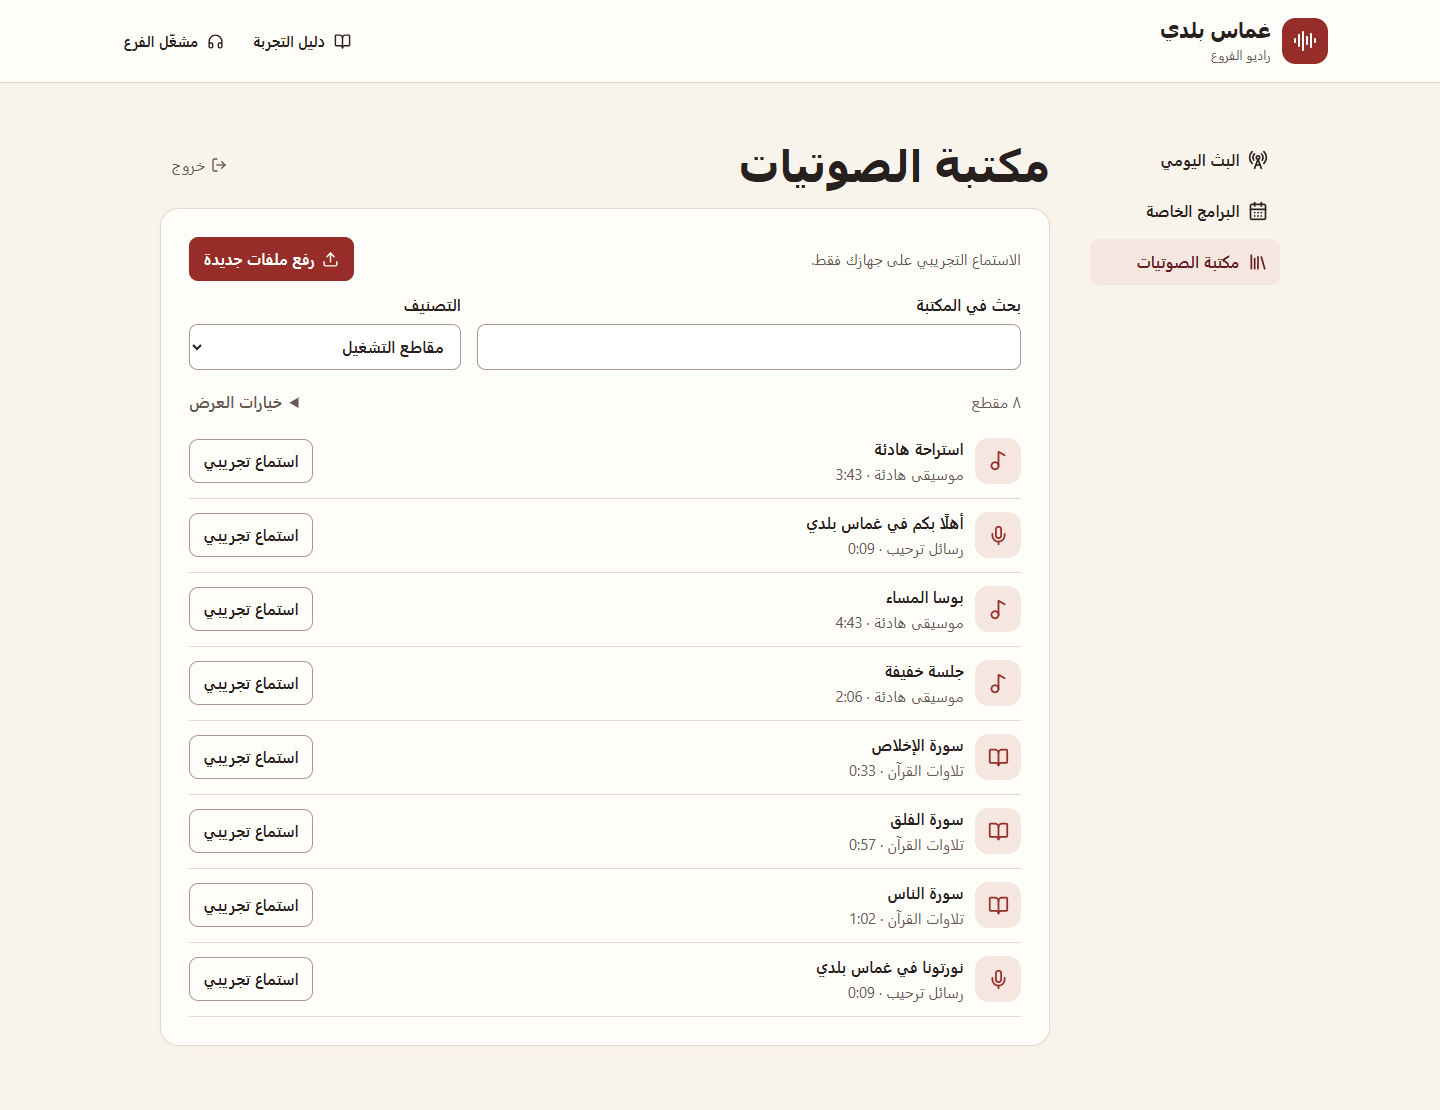 غماس بلدي
راديو الفروع
دليل التجربة
مشغّل الفرع
البث اليومي
البرامج الخاصة
مكتبة الصوتيات
مكتبة الصوتيات
خروج
الاستماع التجريبي على جهازك فقط.
رفع ملفات جديدة
بحث في المكتبة
التصنيف
مقاطع التشغيل
٨ مقطع
خيارات العرض
استراحة هادئة
موسيقى هادئة · 3:43
استماع تجريبي
أهلًا بكم في غماس بلدي
رسائل ترحيب · 0:09
استماع تجريبي
بوسا المساء
موسيقى هادئة · 4:43
استماع تجريبي
جلسة خفيفة
موسيقى هادئة · 2:06
استماع تجريبي
سورة الإخلاص
تلاوات القرآن · 0:33
استماع تجريبي
سورة الفلق
تلاوات القرآن · 0:57
استماع تجريبي
سورة الناس
تلاوات القرآن · 1:02
استماع تجريبي
نورتونا في غماس بلدي
رسائل ترحيب · 0:09
استماع تجريبي